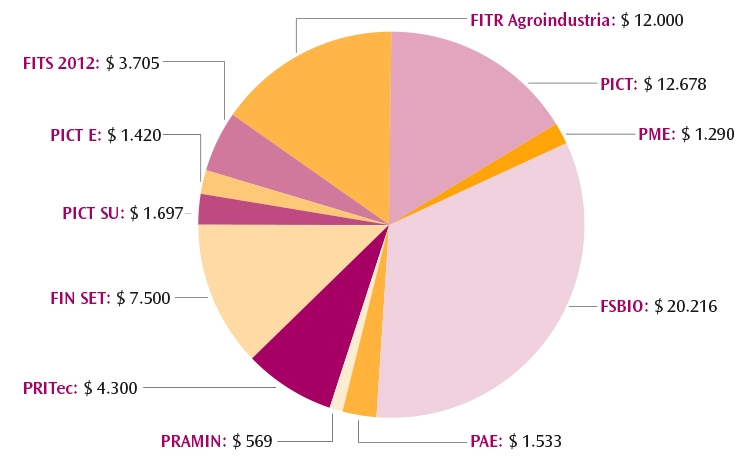 FITR Agroindustria: $ 12.000
FITS 2012: $ 3.705
PICT: $ 12.678
PICT E: $ 1.420
PME: $ 1.290
PICT SU: $ 1.697
FIN SET: $ 7.500
FSBIO: $ 20.216
PRITec: $ 4.300
PRAMIN: $ 569
PAE: $ 1.533